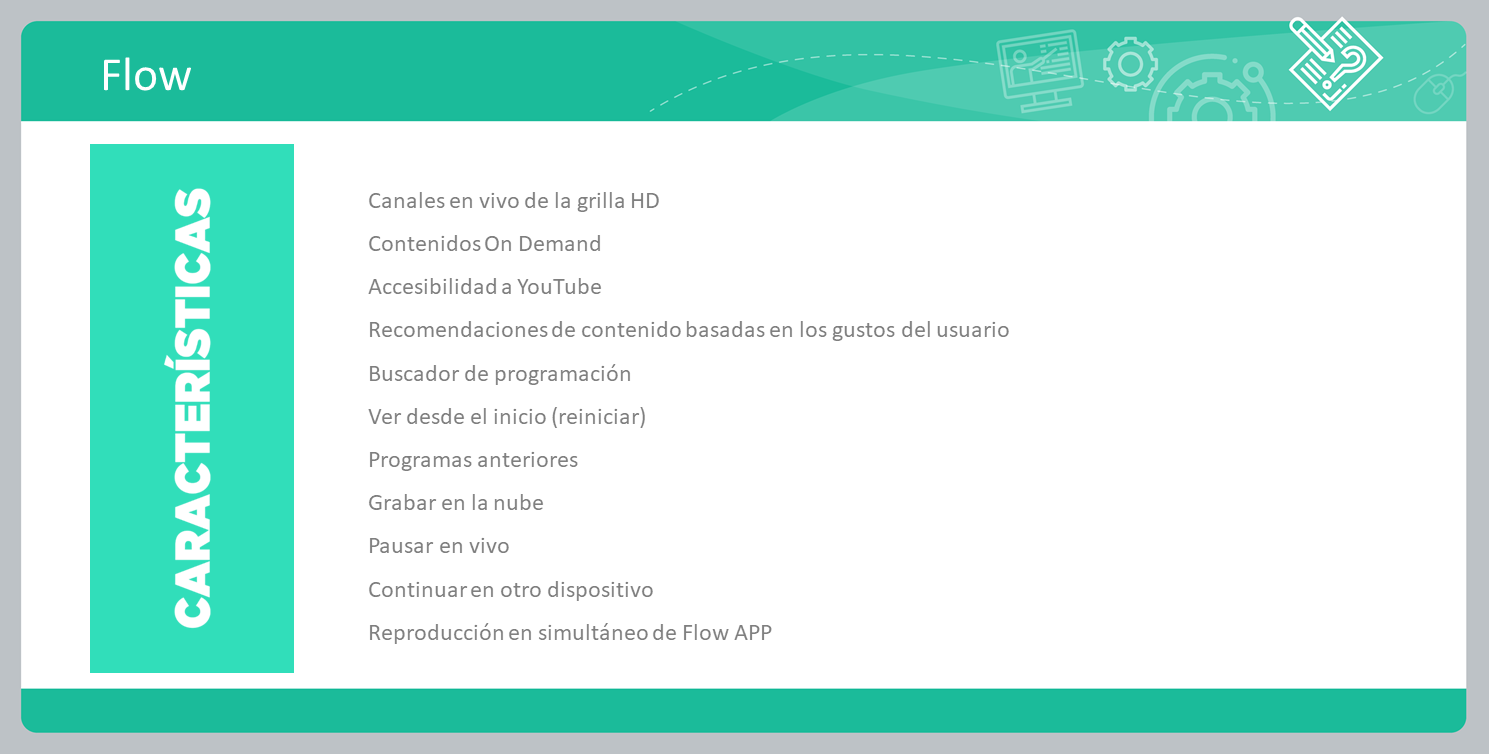 Flow
CARACTERÍSTICAS
Canales en vivo de la grilla HD
Contenidos On Demand
Accesibilidad a YouTube
Recomendaciones de contenido basadas en los gustos del usuario
Buscador de programación
Ver desde el inicio (reiniciar)
Programas anteriores
Grabar en la nube
Pausar en vivo
Continuar en otro dispositivo
Reproducción en simultáneo de Flow APP